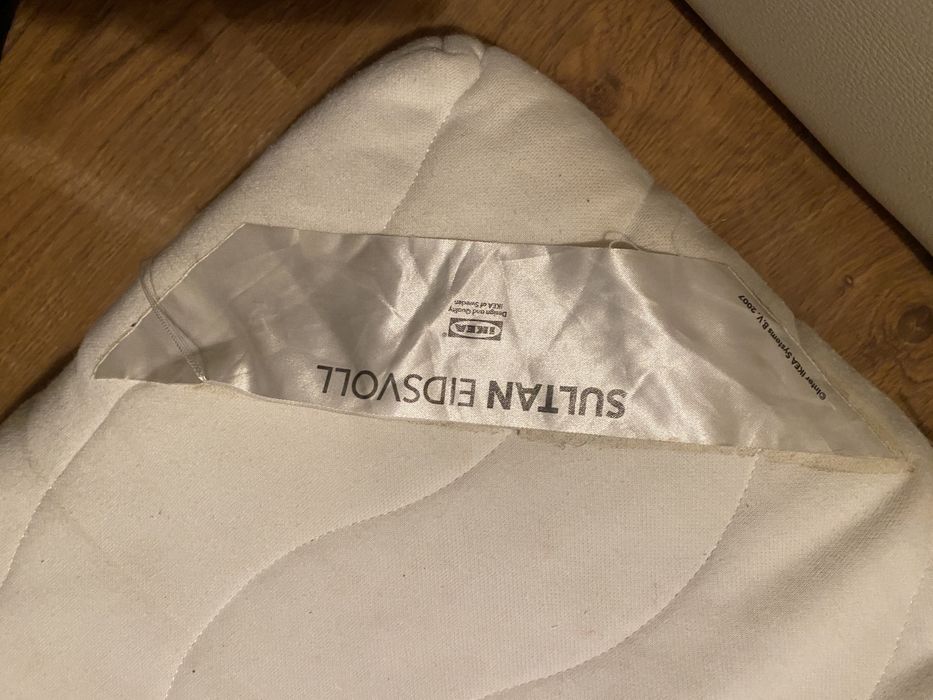 SULTAN EIDSVOLL
IKEA
Design and Quality
IKEA of Sweden
©Inter IKEA Systems B.V. 2007